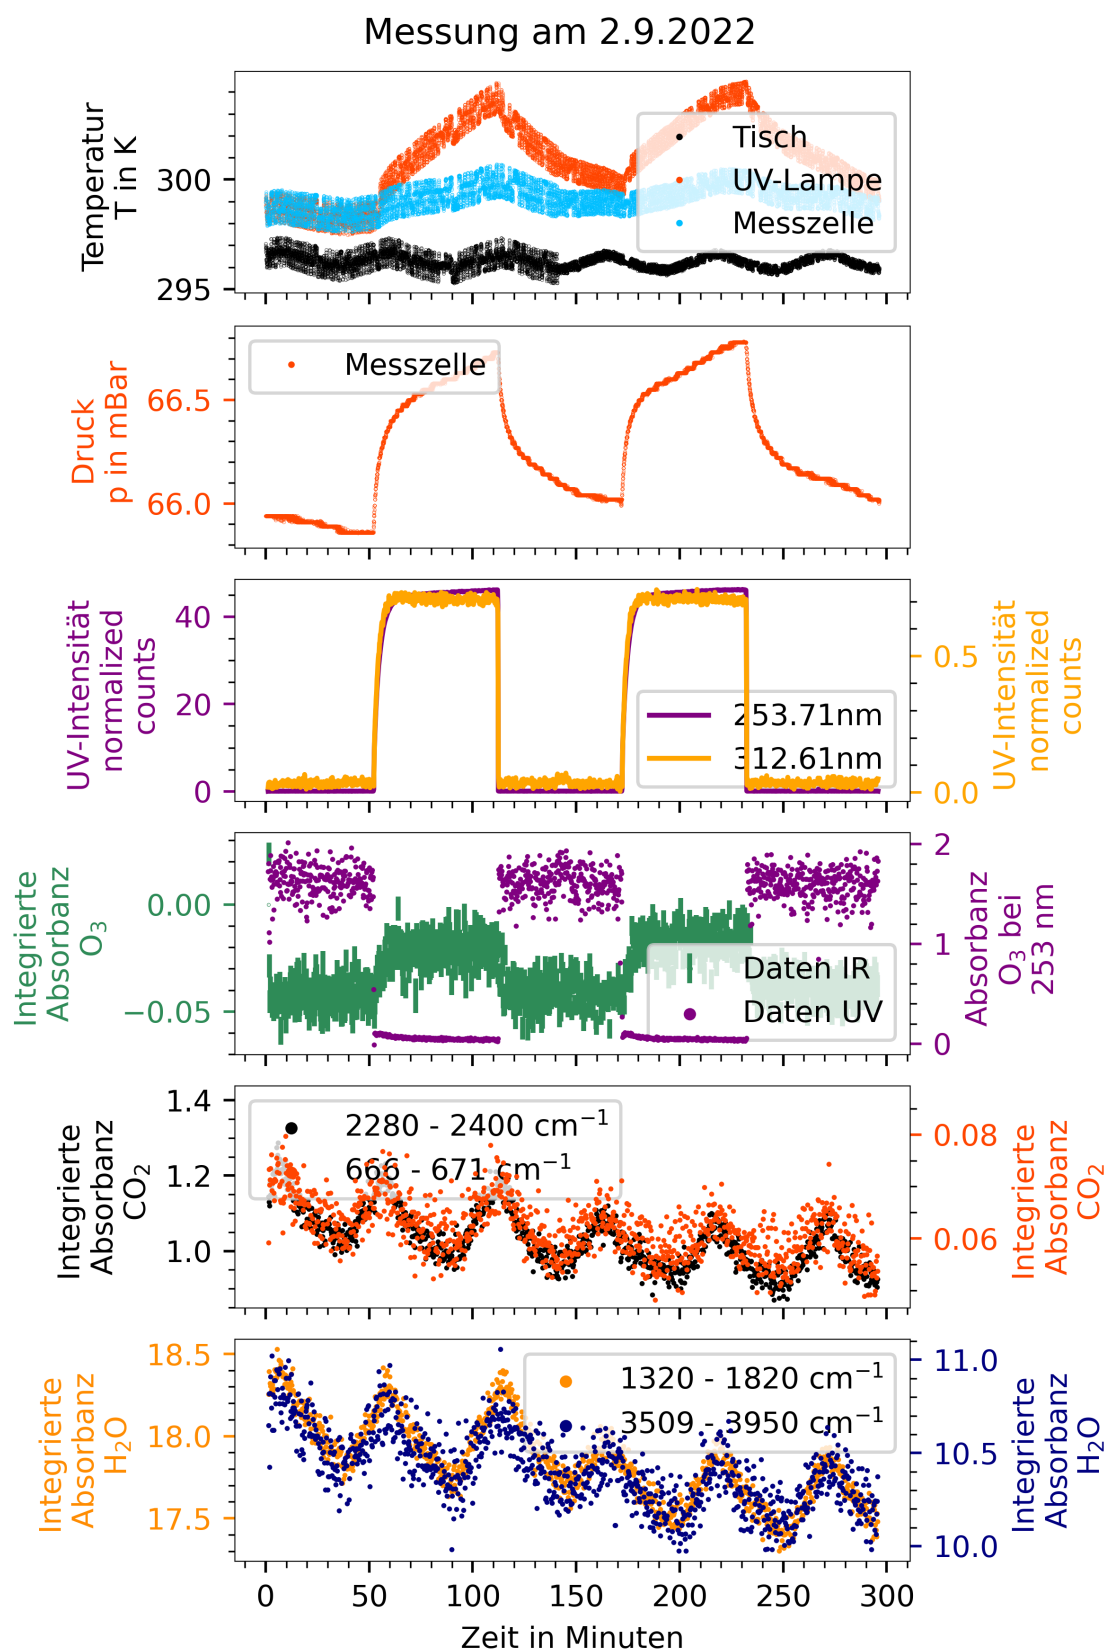 Messung am 2.9.2022
Temperatur
T in K
300
295
Tisch
UV-Lampe
Messzelle
Druck
p in mBar
66.5
66.0
Messzelle
UV-Intensität
normalized
counts
40
20
0
253.71nm
312.61nm
0.5
0.0
UV-Intensität
normalized
counts
Integrierte
Absorbanz
O₃
0.00
−0.05
Daten IR
Daten UV
2
1
0
Absorbanz
O₃ bei
253 nm
Integrierte
Absorbanz
CO₂
1.4
1.2
1.0
2280 - 2400 cm⁻¹
666 - 671 cm⁻¹
0.08
0.06
Integrierte
Absorbanz
CO₂
Integrierte
Absorbanz
H₂O
18.5
18.0
17.5
1320 - 1820 cm⁻¹
3509 - 3950 cm⁻¹
11.0
10.5
10.0
Integrierte
Absorbanz
H₂O
0 50 100 150 200 250 300
Zeit in Minuten